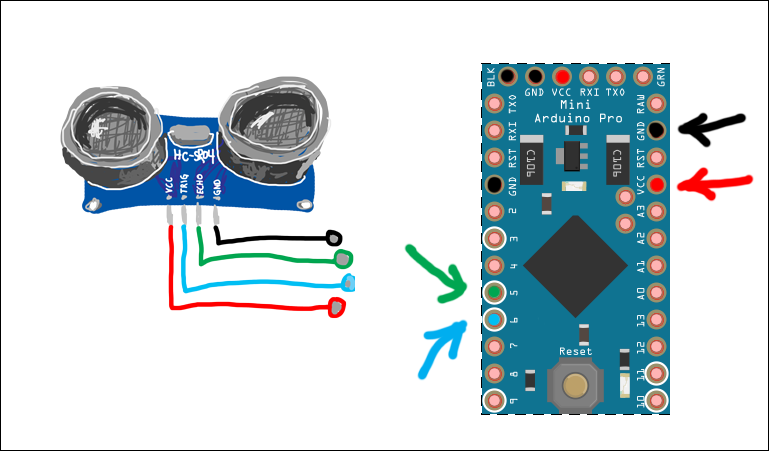 HC-SR04
VCC
TRIG
ECHO
GND
BLK
GND VCC RXI TXO
GRN
Mini
Arduino Pro
TXO
RXI
RST
GND
2
3
4
5
6
7
8
9
RAW
GND
RST
VCC
A3
A2
A1
A0
13
12
11
10
C106
C106
Reset